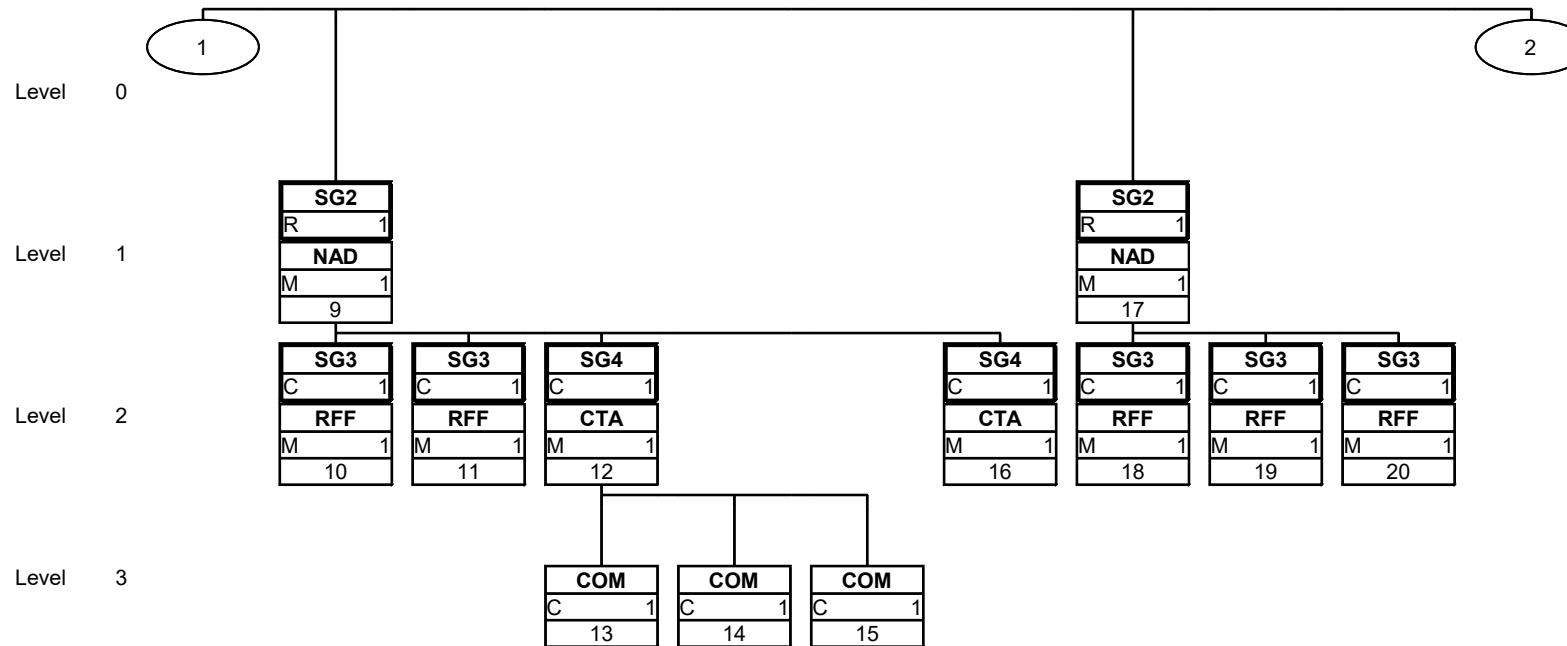 1 2
Level 0
SG2 SG2
R 1 R 1
Level 1 NAD NAD
M 1 M 1
9 17
SG3 SG3 SG4 SG4 SG3 SG3 SG3
C 1 C 1 C 1 C 1 C 1 C 1 C 1
Level 2 RFF RFF CTA CTA RFF RFF RFF
M 1 M 1 M 1 M 1 M 1 M 1 M 1
10 11 12 16 18 19 20
Level 3 COM COM COM
C 1 C 1 C 1
13 14 15